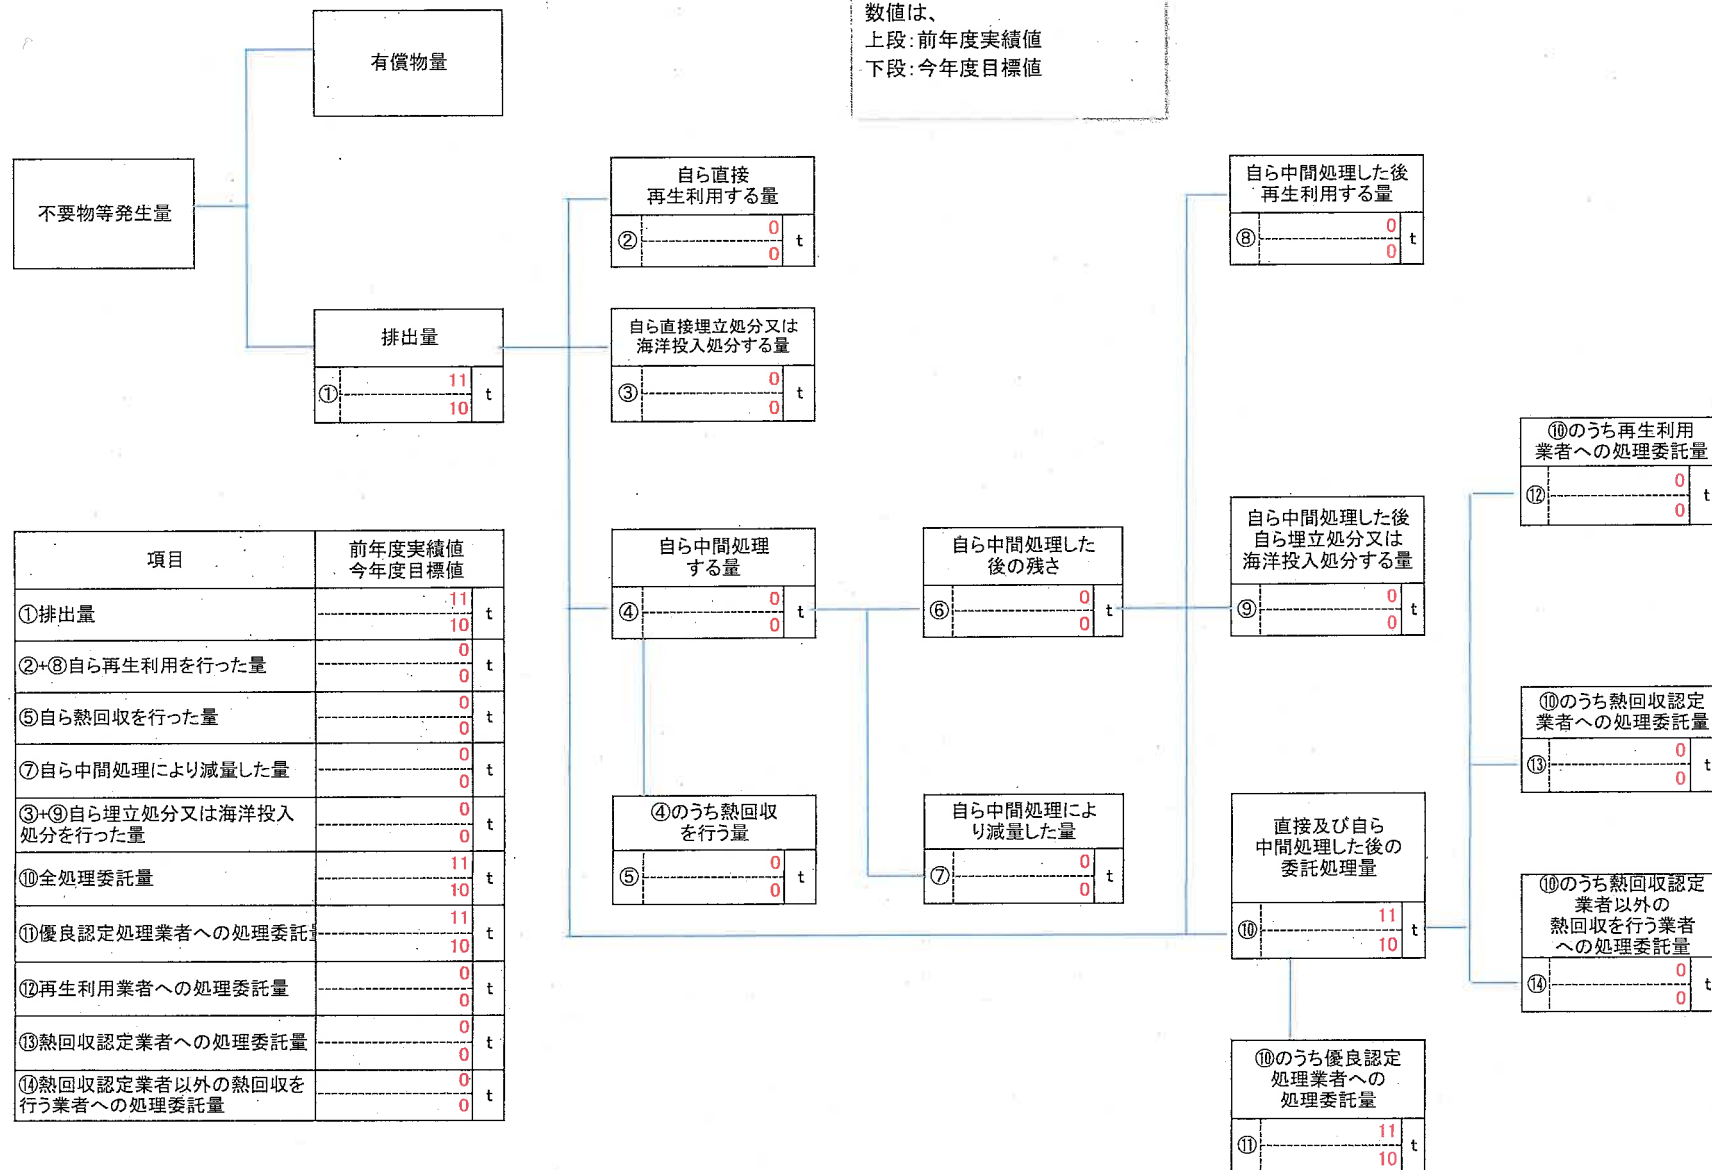 数値は、
上段：前年度実績値
下段：今年度目標値
有償物量
不要物等発生量
排出量
①
11
10
t
自ら直接
再生利用する量
②
0
0
t
自ら直接埋立処分又は
海洋投入処分する量
③
0
0
t
自ら中間処理
する量
④
0
0
t
④のうち熱回収
を行う量
⑤
0
0
t
自ら中間処理した
後の残さ
⑥
0
0
t
自ら中間処理によ
り減量した量
⑦
0
0
t
自ら中間処理した後
再生利用する量
⑧
0
0
t
自ら中間処理した後
自ら埋立処分又は
海洋投入処分する量
⑨
0
0
t
直接及び自ら
中間処理した後の
委託処理量
⑩
11
10
t
⑩のうち優良認定
処理業者への
処理委託量
⑪
11
10
t
⑩のうち再生利用
業者への処理委託量
⑫
0
0
t
⑩のうち熱回収認定
業者への処理委託量
⑬
0
0
t
⑩のうち熱回収認定
業者以外の
熱回収を行う業者
への処理委託量
⑭
0
0
t
項目
前年度実績値
今年度目標値
①排出量
11
10
t
②+⑧自ら再生利用を行った量
0
0
t
⑤自ら熱回収を行った量
0
0
t
⑦自ら中間処理により減量した量
0
0
t
③+⑨自ら埋立処分又は海洋投入
処分を行った量
0
0
t
⑩全処理委託量
11
10
t
⑪優良認定処理業者への処理委託
11
10
t
⑫再生利用業者への処理委託量
0
0
t
⑬熱回収認定業者への処理委託量
0
0
t
⑭熱回収認定業者以外の熱回収を
行う業者への処理委託量
0
0
t